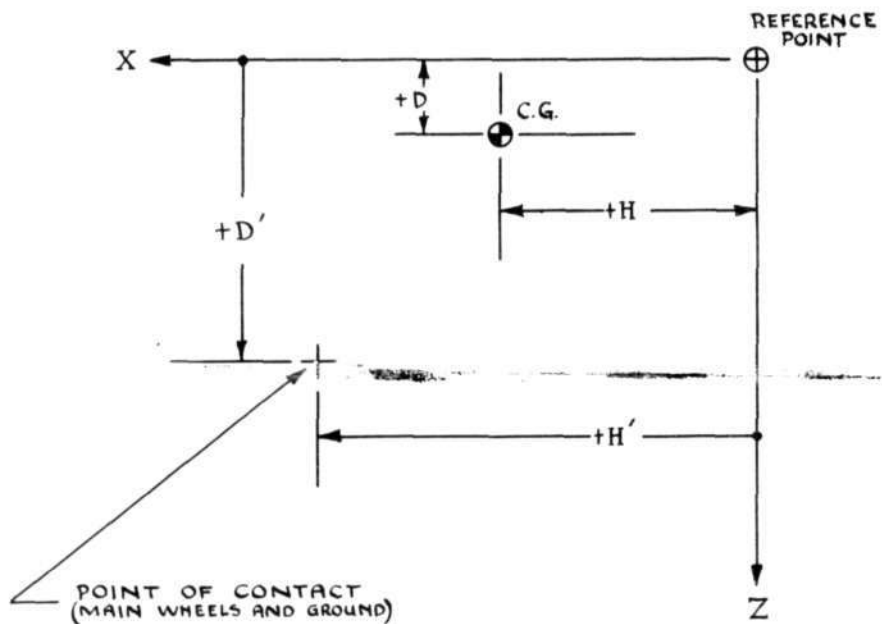 REFERENCE
POINT
X
+D
C.G.
+H
+D′
+H′
POINT OF CONTACT
(MAIN WHEELS AND GROUND)
Z